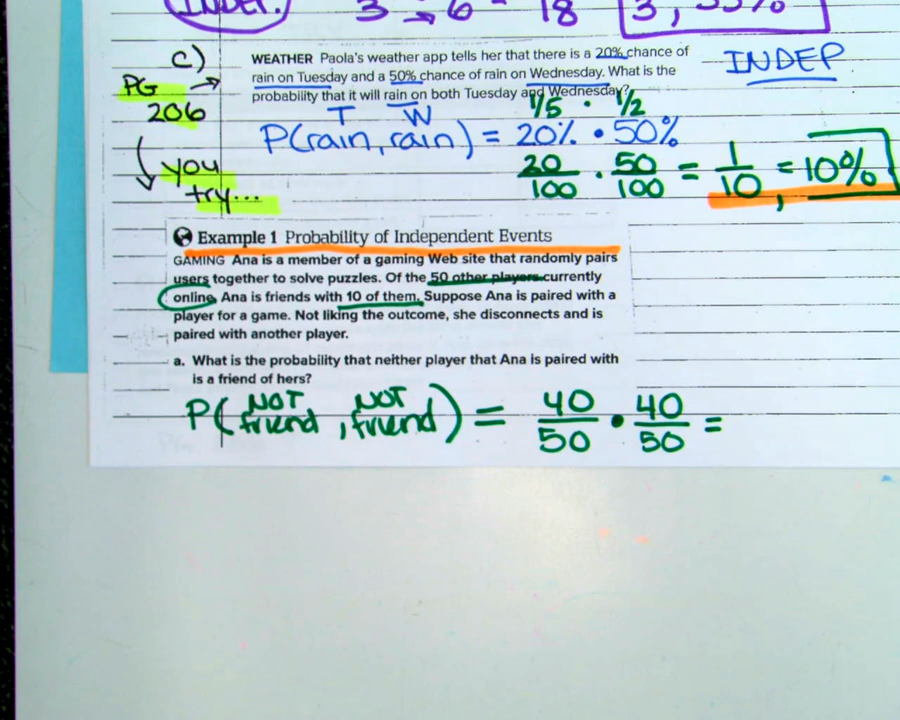 INDEP.
3 → 6 18 3,
c)
PG →
206
you
try...
WEATHER Paola's weather app tells her that there is a 20% chance of
rain on Tuesday and a 50% chance of rain on Wednesday. What is the
probability that it will rain on both Tuesday and Wednesday?
INDEP
T W 1/5 · 1/2
P(rain, rain) = 20% · 50%
20/100 · 50/100 = 1/10, = 10%
Example 1 Probability of Independent Events
GAMING Ana is a member of a gaming Web site that randomly pairs
users together to solve puzzles. Of the 50 other players currently
online, Ana is friends with 10 of them. Suppose Ana is paired with a
player for a game. Not liking the outcome, she disconnects and is
paired with another player.
a. What is the probability that neither player that Ana is paired with
is a friend of hers?
P(NOT friend, NOT friend) = 40/50 · 40/50 =